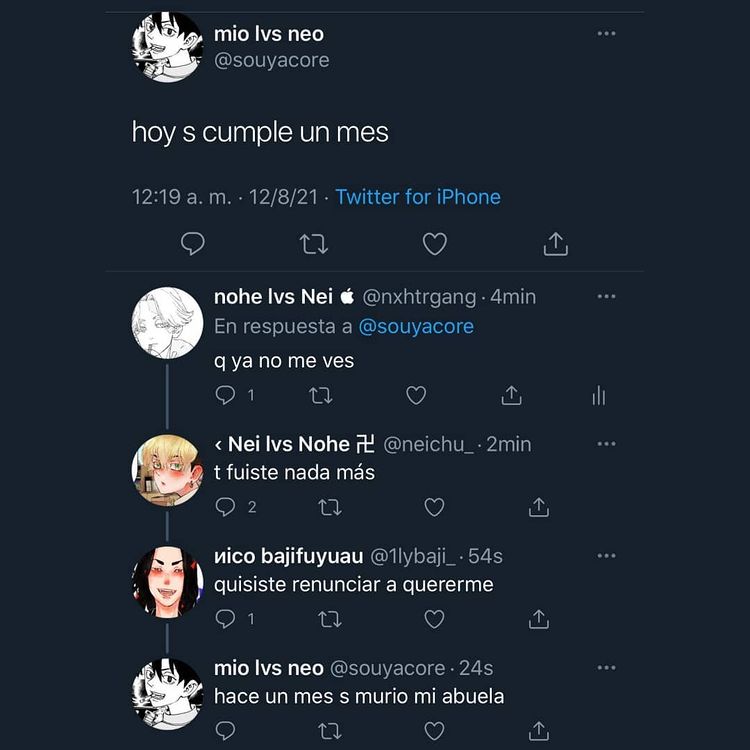 mio lvs neo
@souyacore
hoy s cumple un mes
12:19 a. m. · 12/8/21 · Twitter for iPhone
nohe lvs Nei  @nxhtrgang · 4min
En respuesta a @souyacore
q ya no me ves
1
‹ Nei lvs Nohe 卍 @neichu_ · 2min
t fuiste nada más
2
иico bajifuyuau @1lybaji_ · 54s
quisiste renunciar a quererme
1
mio lvs neo @souyacore · 24s
hace un mes s murio mi abuela